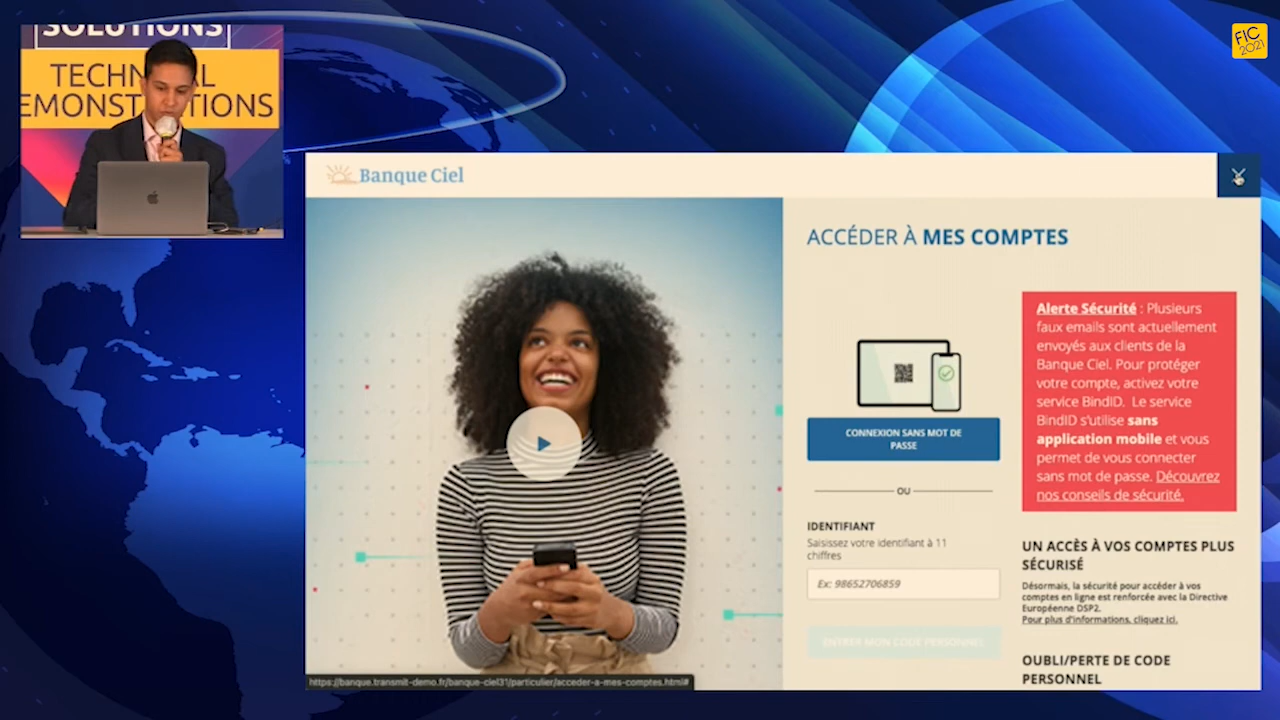 SOLUTIONS
TECHN AL
EMONST ATIONS
FIC
2021
Banque Ciel
ACCÉDER À MES COMPTES
CONNEXION SANS MOT DE
PASSE
OU
IDENTIFIANT
Saisissez votre identifiant à 11
chiffres
Ex: 98652706859
ENTRER MON CODE PERSONNEL
Alerte Sécurité : Plusieurs
faux emails sont actuellement
envoyés aux clients de la
Banque Ciel. Pour protéger
votre compte, activez votre
service BindID. Le service
BindID s'utilise sans
application mobile et vous
permet de vous connecter
sans mot de passe. Découvrez
nos conseils de sécurité.
UN ACCÈS À VOS COMPTES PLUS
SÉCURISÉ
Désormais, la sécurité pour accéder à vos
comptes en ligne est renforcée avec la Directive
Européenne DSP2.
Pour plus d'informations, cliquez ici.
OUBLI/PERTE DE CODE
PERSONNEL
https://banque.transmit-demo.fr/banque-ciel31/particulier/acceder-a-mes-comptes.html#